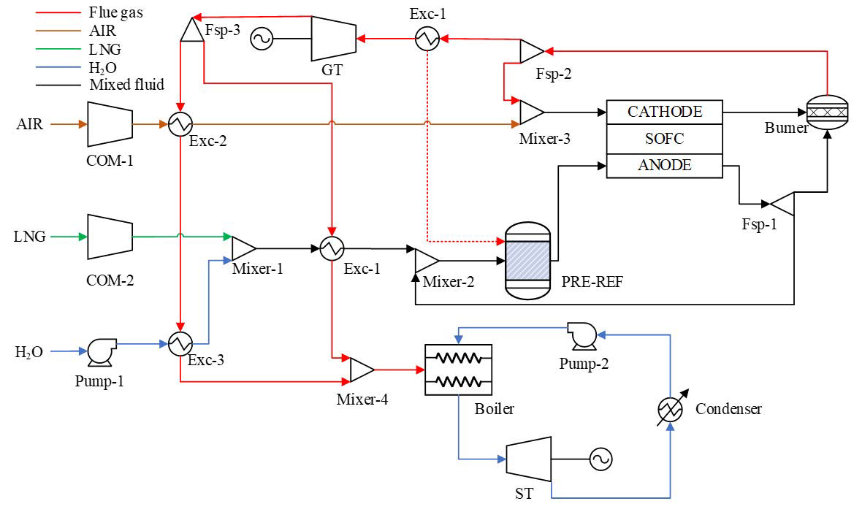 Flue gas
AIR
LNG
H₂O
Mixed fluid
Fsp-3
GT
Exc-1
Fsp-2
AIR
COM-1
Exc-2
Mixer-3
CATHODE
SOFC
ANODE
Burner
Fsp-1
LNG
COM-2
Mixer-1
Exc-1
Mixer-2
PRE-REF
H₂O
Pump-1
Exc-3
Mixer-4
Boiler
Pump-2
Condenser
ST